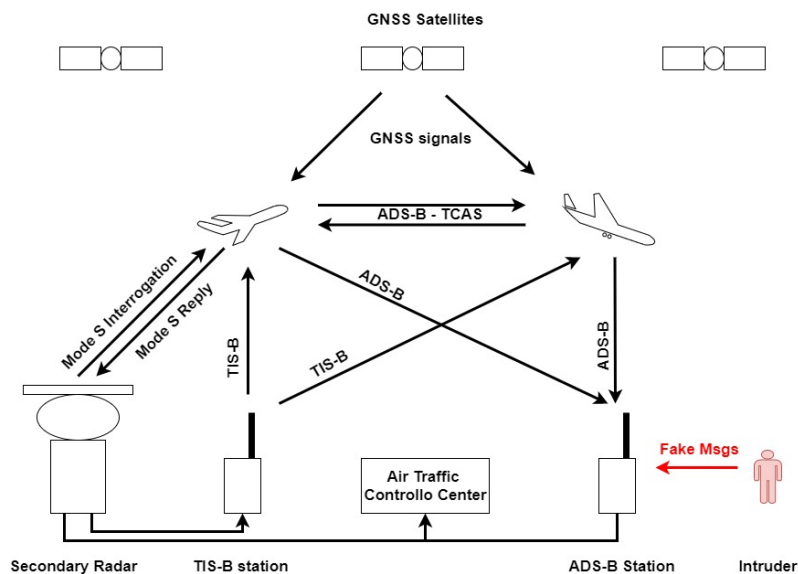 GNSS Satellites
GNSS signals
ADS-B - TCAS
Mode S Interrogation
Mode S Reply
TIS-B
ADS-B
TIS-B
ADS-B
Fake Msgs
Air Traffic
Controllo Center
Secondary Radar
TIS-B station
ADS-B Station
Intruder